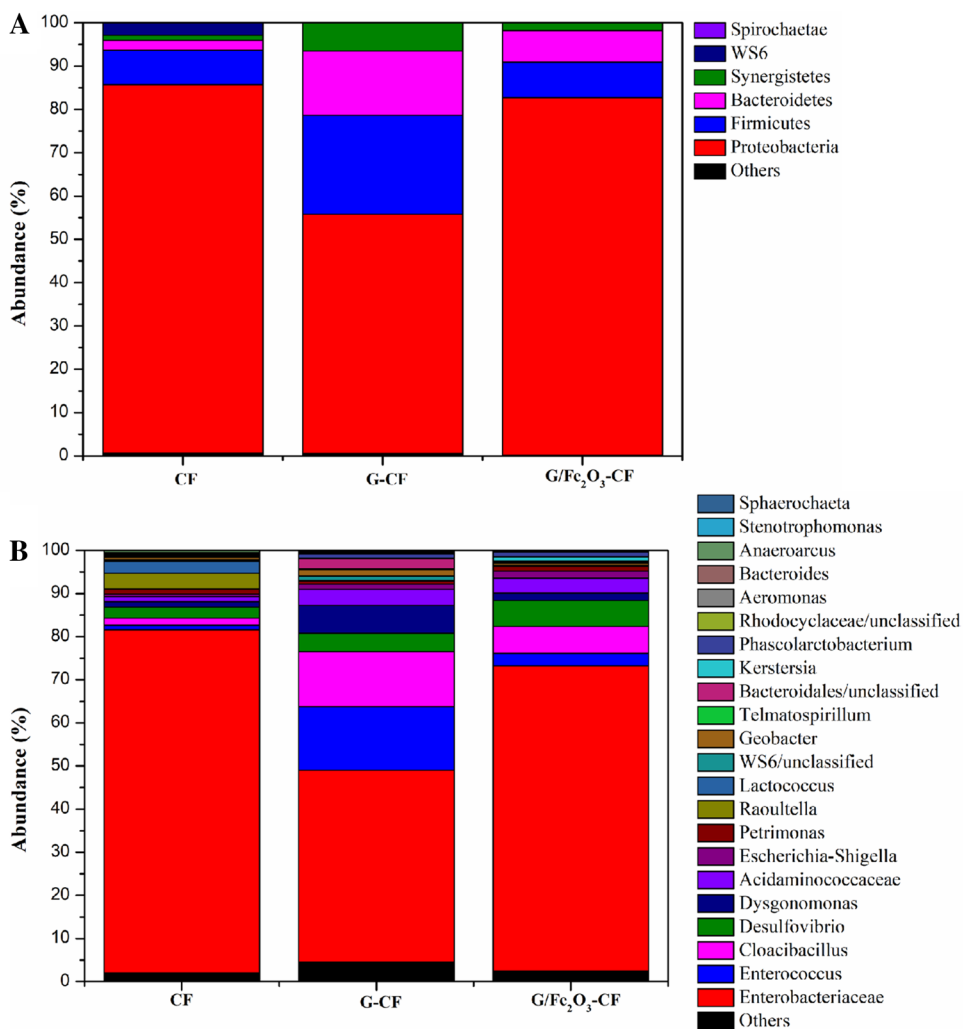 A
100
90
80
70
60
50
40
30
20
10
0
Abundance (%)
CF
G-CF
G/Fe₂O₃-CF
Spirochaetae
WS6
Synergistetes
Bacteroidetes
Firmicutes
Proteobacteria
Others
B
100
90
80
70
60
50
40
30
20
10
0
Abundance (%)
CF
G-CF
G/Fe₂O₃-CF
Sphaerochaeta
Stenotrophomonas
Anaeroarcus
Bacteroides
Aeromonas
Rhodocyclaceae/unclassified
Phascolarctobacterium
Kerstersia
Bacteroidales/unclassified
Telmatospirillum
Geobacter
WS6/unclassified
Lactococcus
Raoultella
Petrimonas
Escherichia-Shigella
Acidaminococcaceae
Dysgonomonas
Desulfovibrio
Cloacibacillus
Enterococcus
Enterobacteriaceae
Others